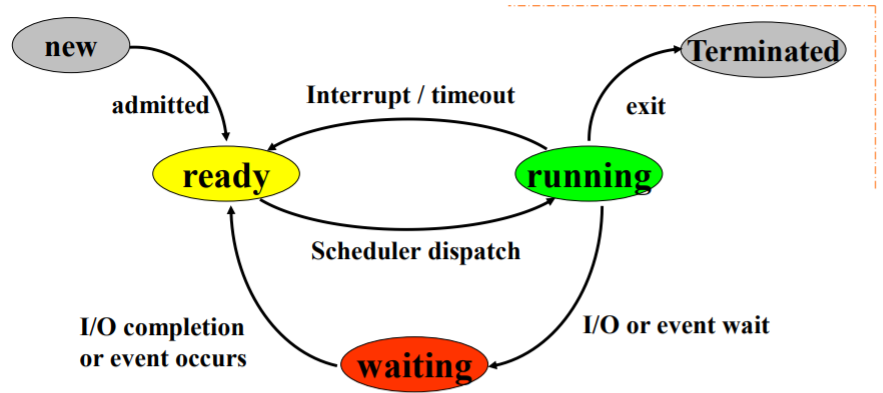 new
Terminated
Interrupt / timeout
admitted
exit
ready
running
Scheduler dispatch
I/O completion
or event occurs
I/O or event wait
waiting